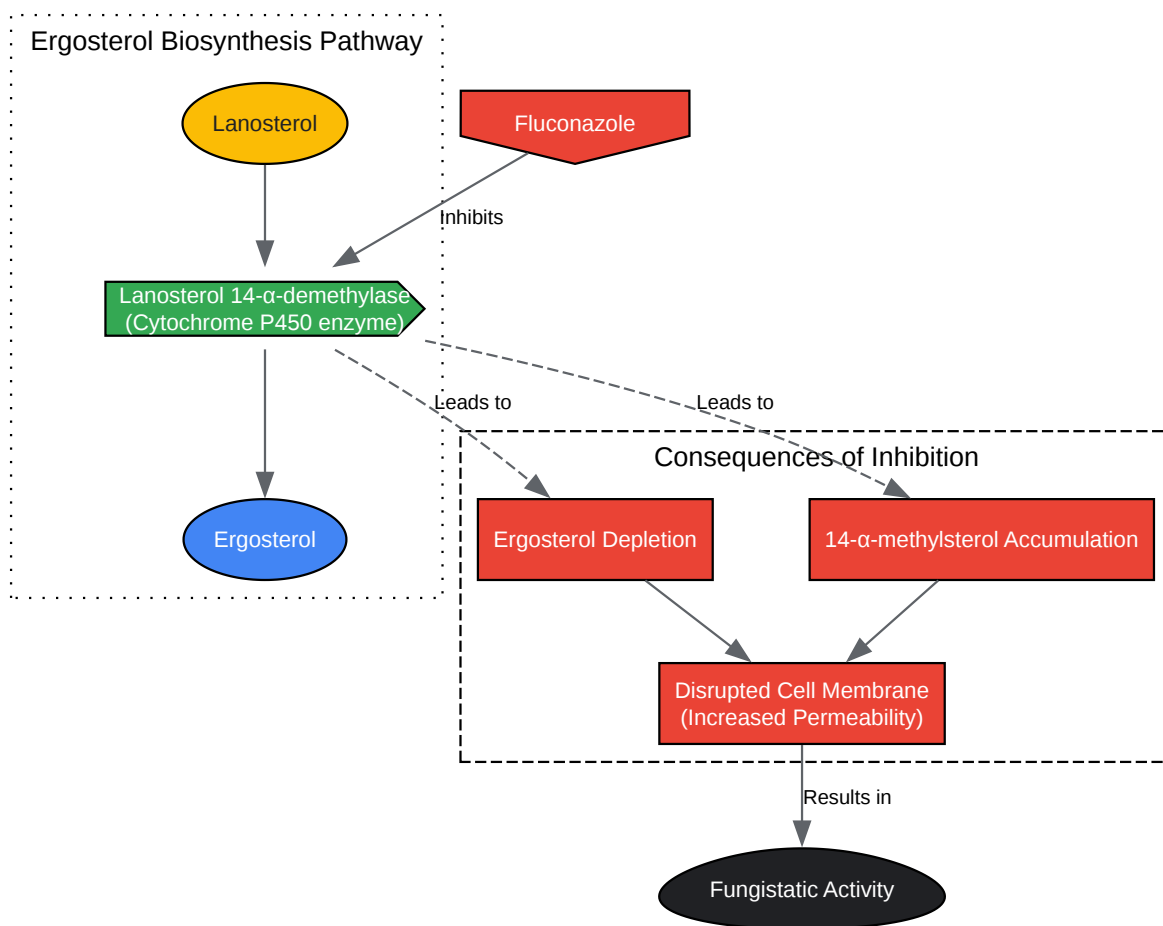 Ergosterol Biosynthesis Pathway
Lanosterol
Fluconazole
Inhibits
Lanosterol 14-α-demethylase
(Cytochrome P450 enzyme)
Leads to
Leads to
Consequences of Inhibition
Ergosterol
Ergosterol Depletion
14-α-methylsterol Accumulation
Disrupted Cell Membrane
(Increased Permeability)
Results in
Fungistatic Activity